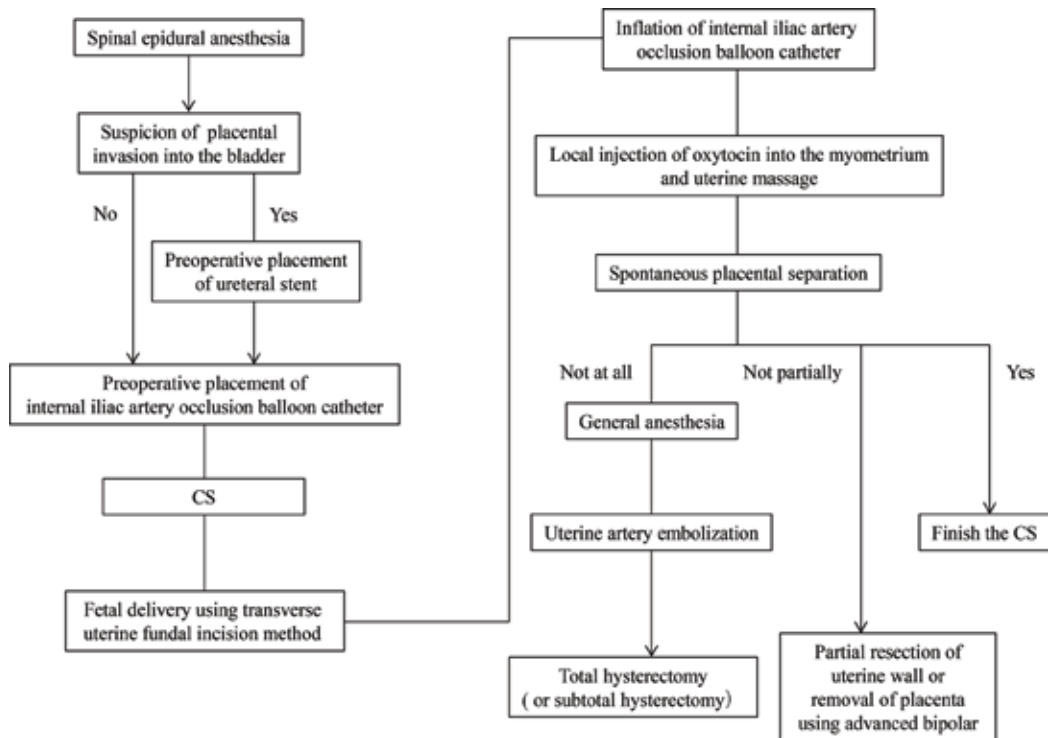 Spinal epidural anesthesia
Suspicion of placental
invasion into the bladder
No
Yes
Preoperative placement
of ureteral stent
Preoperative placement of
internal iliac artery occlusion balloon catheter
CS
Fetal delivery using transverse
uterine fundal incision method
Inflation of internal iliac artery
occlusion balloon catheter
Local injection of oxytocin into the myometrium
and uterine massage
Spontaneous placental separation
Not at all
Not partially
Yes
General anesthesia
Uterine artery embolization
Finish the CS
Total hysterectomy
( or subtotal hysterectomy)
Partial resection of
uterine wall or
removal of placenta
using advanced bipolar